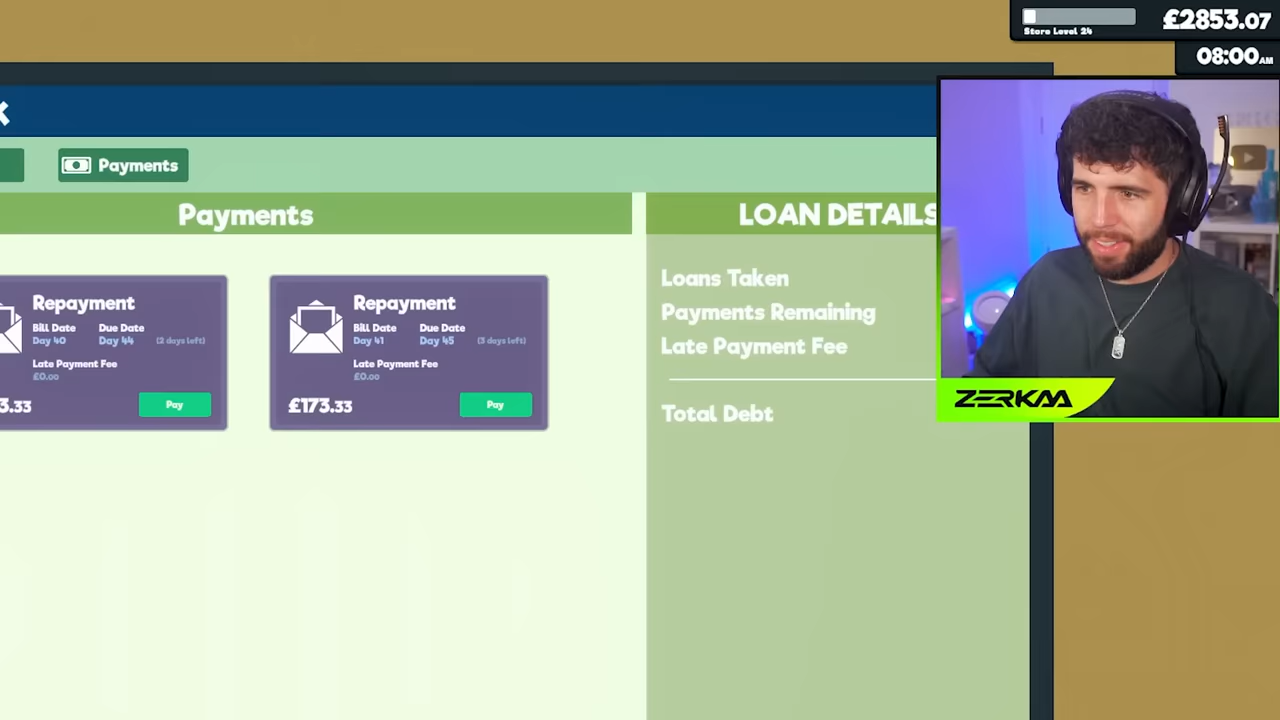 £2853.07
Store Level 24
08:00AM
Payments
Payments
LOAN DETAILS
Repayment
Bill Date Due Date
Day 40 Day 44 (2 days left)
Late Payment Fee
£0.00
3.33
Pay
Repayment
Bill Date Due Date
Day 41 Day 45 (3 days left)
Late Payment Fee
£0.00
£173.33
Pay
Loans Taken
Payments Remaining
Late Payment Fee
Total Debt
ZERKAA